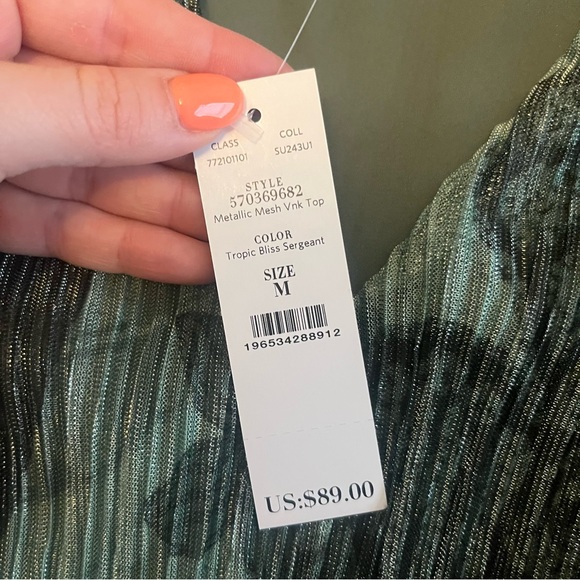 CLASS COLL
772101101 SU243U1
STYLE
570369682
Metallic Mesh Vnk Top
COLOR
Tropic Bliss Sergeant
SIZE
M
196534288912
US:$89.00